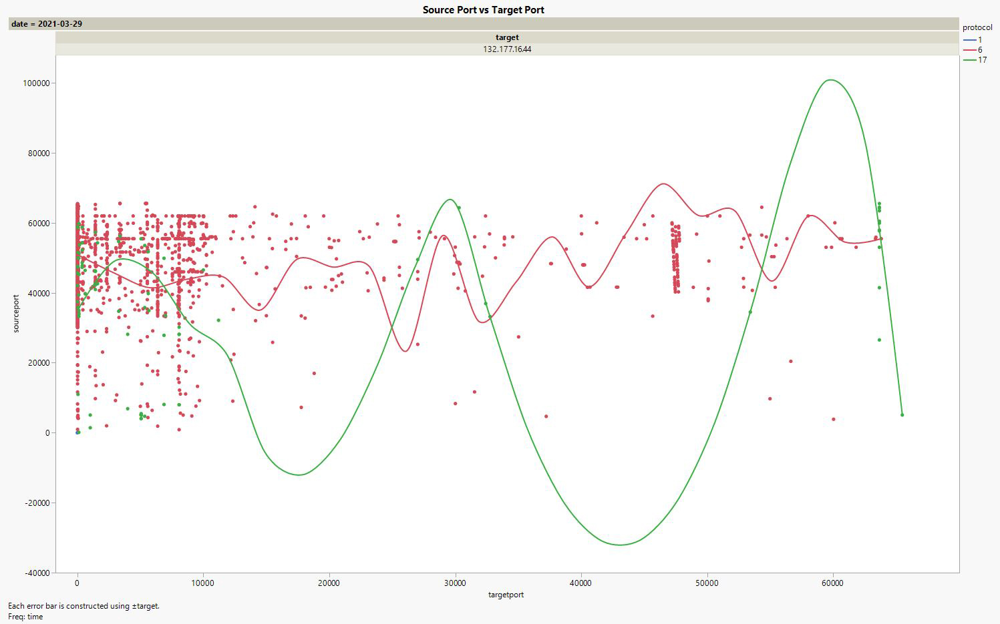 Source Port vs Target Port
date = 2021-03-29
target
132.177.16.44
protocol
1
6
17
100000
80000
60000
40000
20000
0
-20000
-40000
sourceport
0
10000
20000
30000
40000
50000
60000
targetport
Each error bar is constructed using ±target.
Freq: time